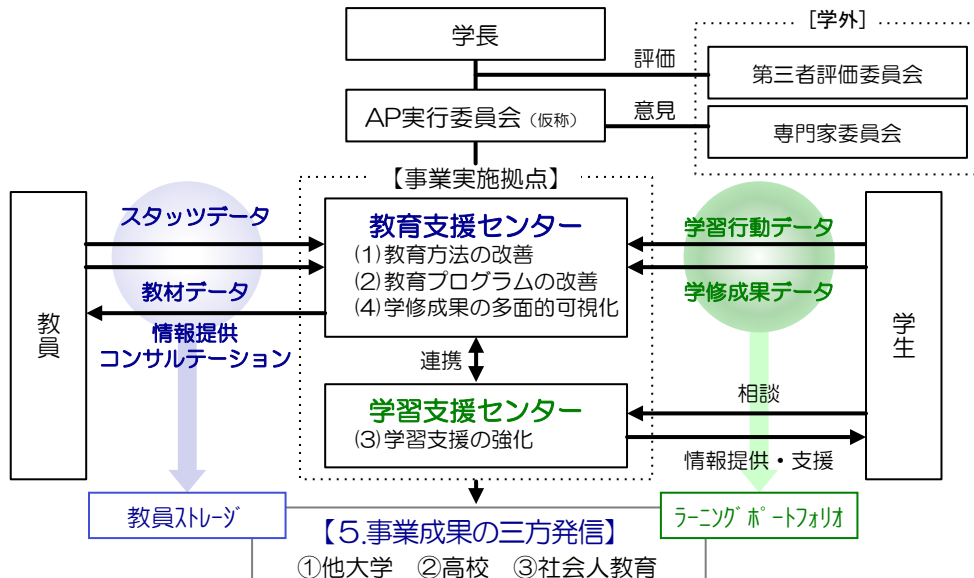 [学外]
学長
評価
第三者評価委員会
AP実行委員会（仮称）
意見
専門家委員会
【事業実施拠点】
スタッツデータ
教育支援センター
(1)教育方法の改善
(2)教育プログラムの改善
(4)学修成果の多面的可視化
学習行動データ
教材データ
学修成果データ
教員
学生
情報提供
コンサルテーション
連携
学習支援センター
(3)学習支援の強化
相談
情報提供・支援
教員ｽﾄﾚｰｼﾞ
【5.事業成果の三方発信】
ﾗｰﾆﾝｸﾞﾎﾟｰﾄﾌｫﾘｵ
①他大学　②高校　③社会人教育